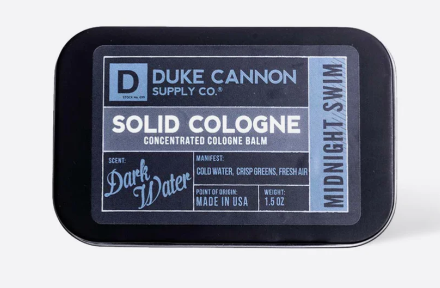 D
DUKE CANNON
SUPPLY CO.®
SOLID COLOGNE
CONCENTRATED COLOGNE BALM
SCENT:
Dark
Water
MANIFEST:
COLD WATER, CRISP GREENS, FRESH AIR
POINT OF ORIGIN:
MADE IN USA
WEIGHT:
1.5 OZ
MIDNIGHT SWIM